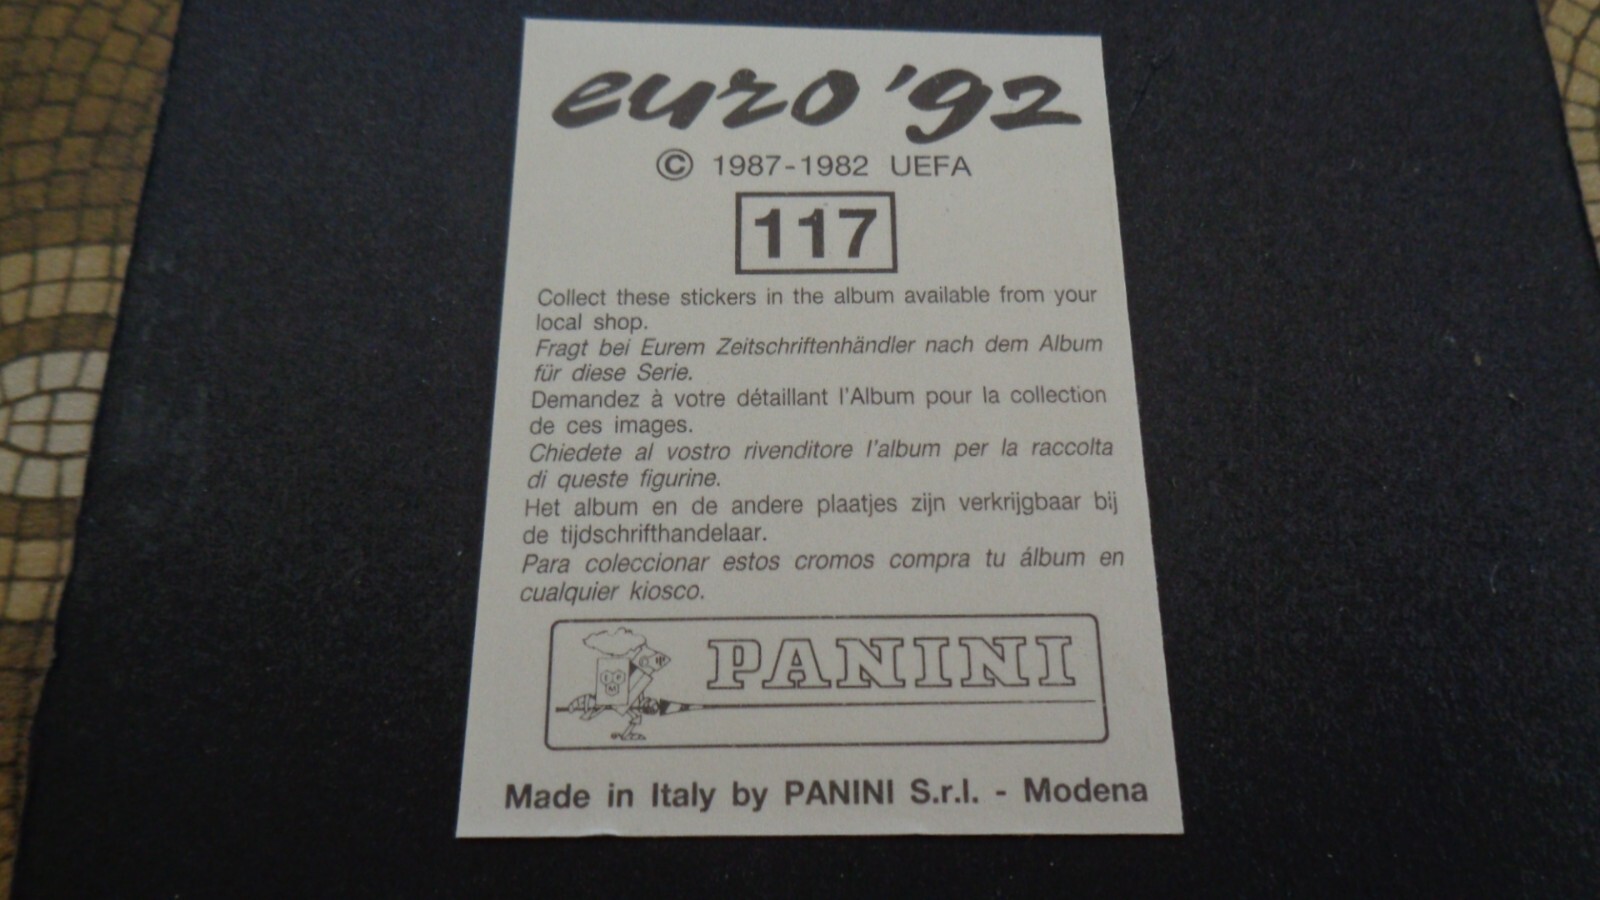 euro '92
© 1987-1982 UEFA
117
Collect these stickers in the album available from your
local shop.
Fragt bei Eurem Zeitschriftenhändler nach dem Album
für diese Serie.
Demandez à votre détaillant l'Album pour la collection
de ces images.
Chiedete al vostro rivenditore l'album per la raccolta
di queste figurine.
Het album en de andere plaatjes zijn verkrijgbaar bij
de tijdschrifthandelaar.
Para coleccionar estos cromos compra tu álbum en
cualquier kiosco.
PANINI
Made in Italy by PANINI S.r.l. - Modena